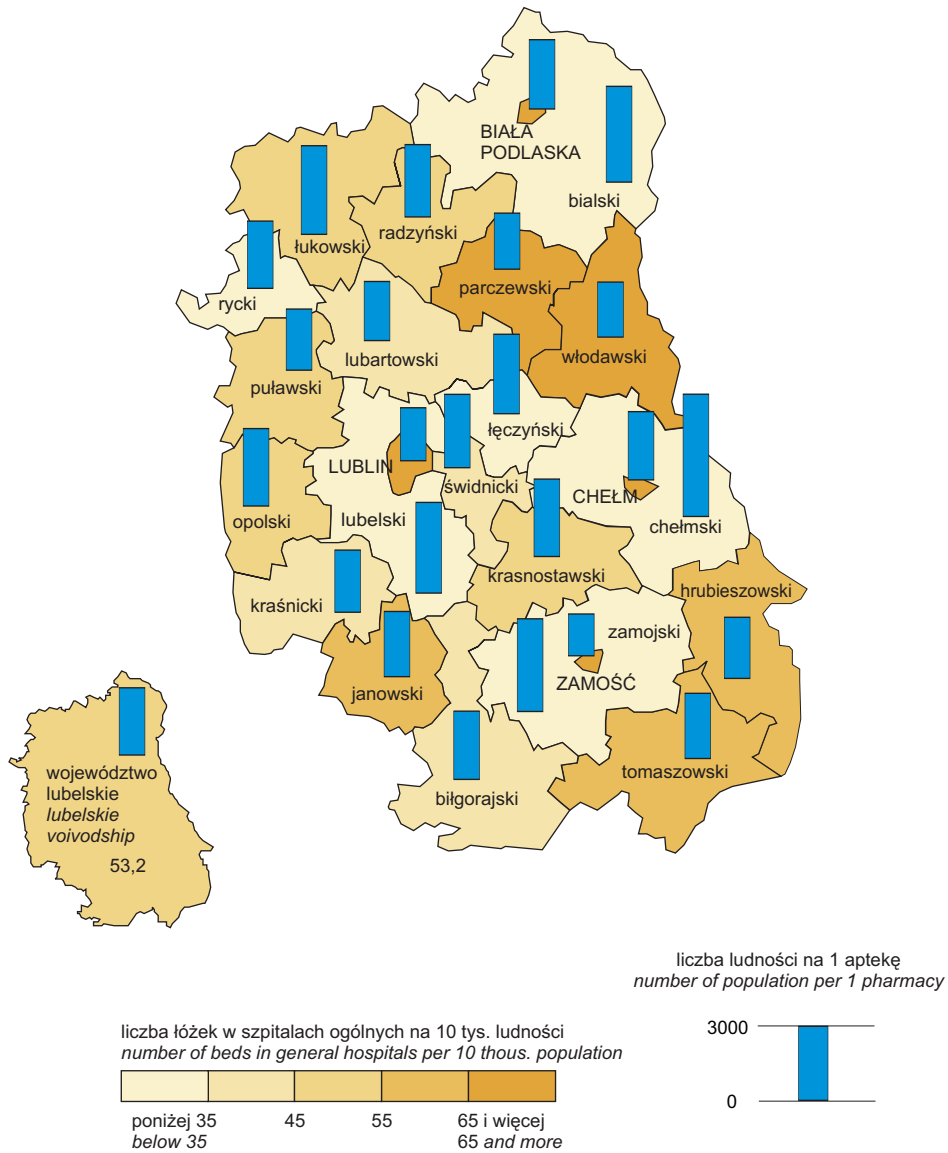 BIAŁA
PODLASKA
bialski
łukowski
radzyński
parczewski
rycki
lubartowski
włodawski
puławski
łęczyński
LUBLIN
świdnicki
CHEŁM
opolski
lubelski
chełmski
krasnostawski
hrubieszowski
kraśnicki
zamojski
janowski
ZAMOŚĆ
tomaszowski
biłgorajski
województwo
lubelskie
lubelskie
voivodship
53,2
liczba ludności na 1 aptekę
number of population per 1 pharmacy
3000
0
liczba łóżek w szpitalach ogólnych na 10 tys. ludności
number of beds in general hospitals per 10 thous. population
poniżej 35 45 55 65 i więcej
below 35 65 and more